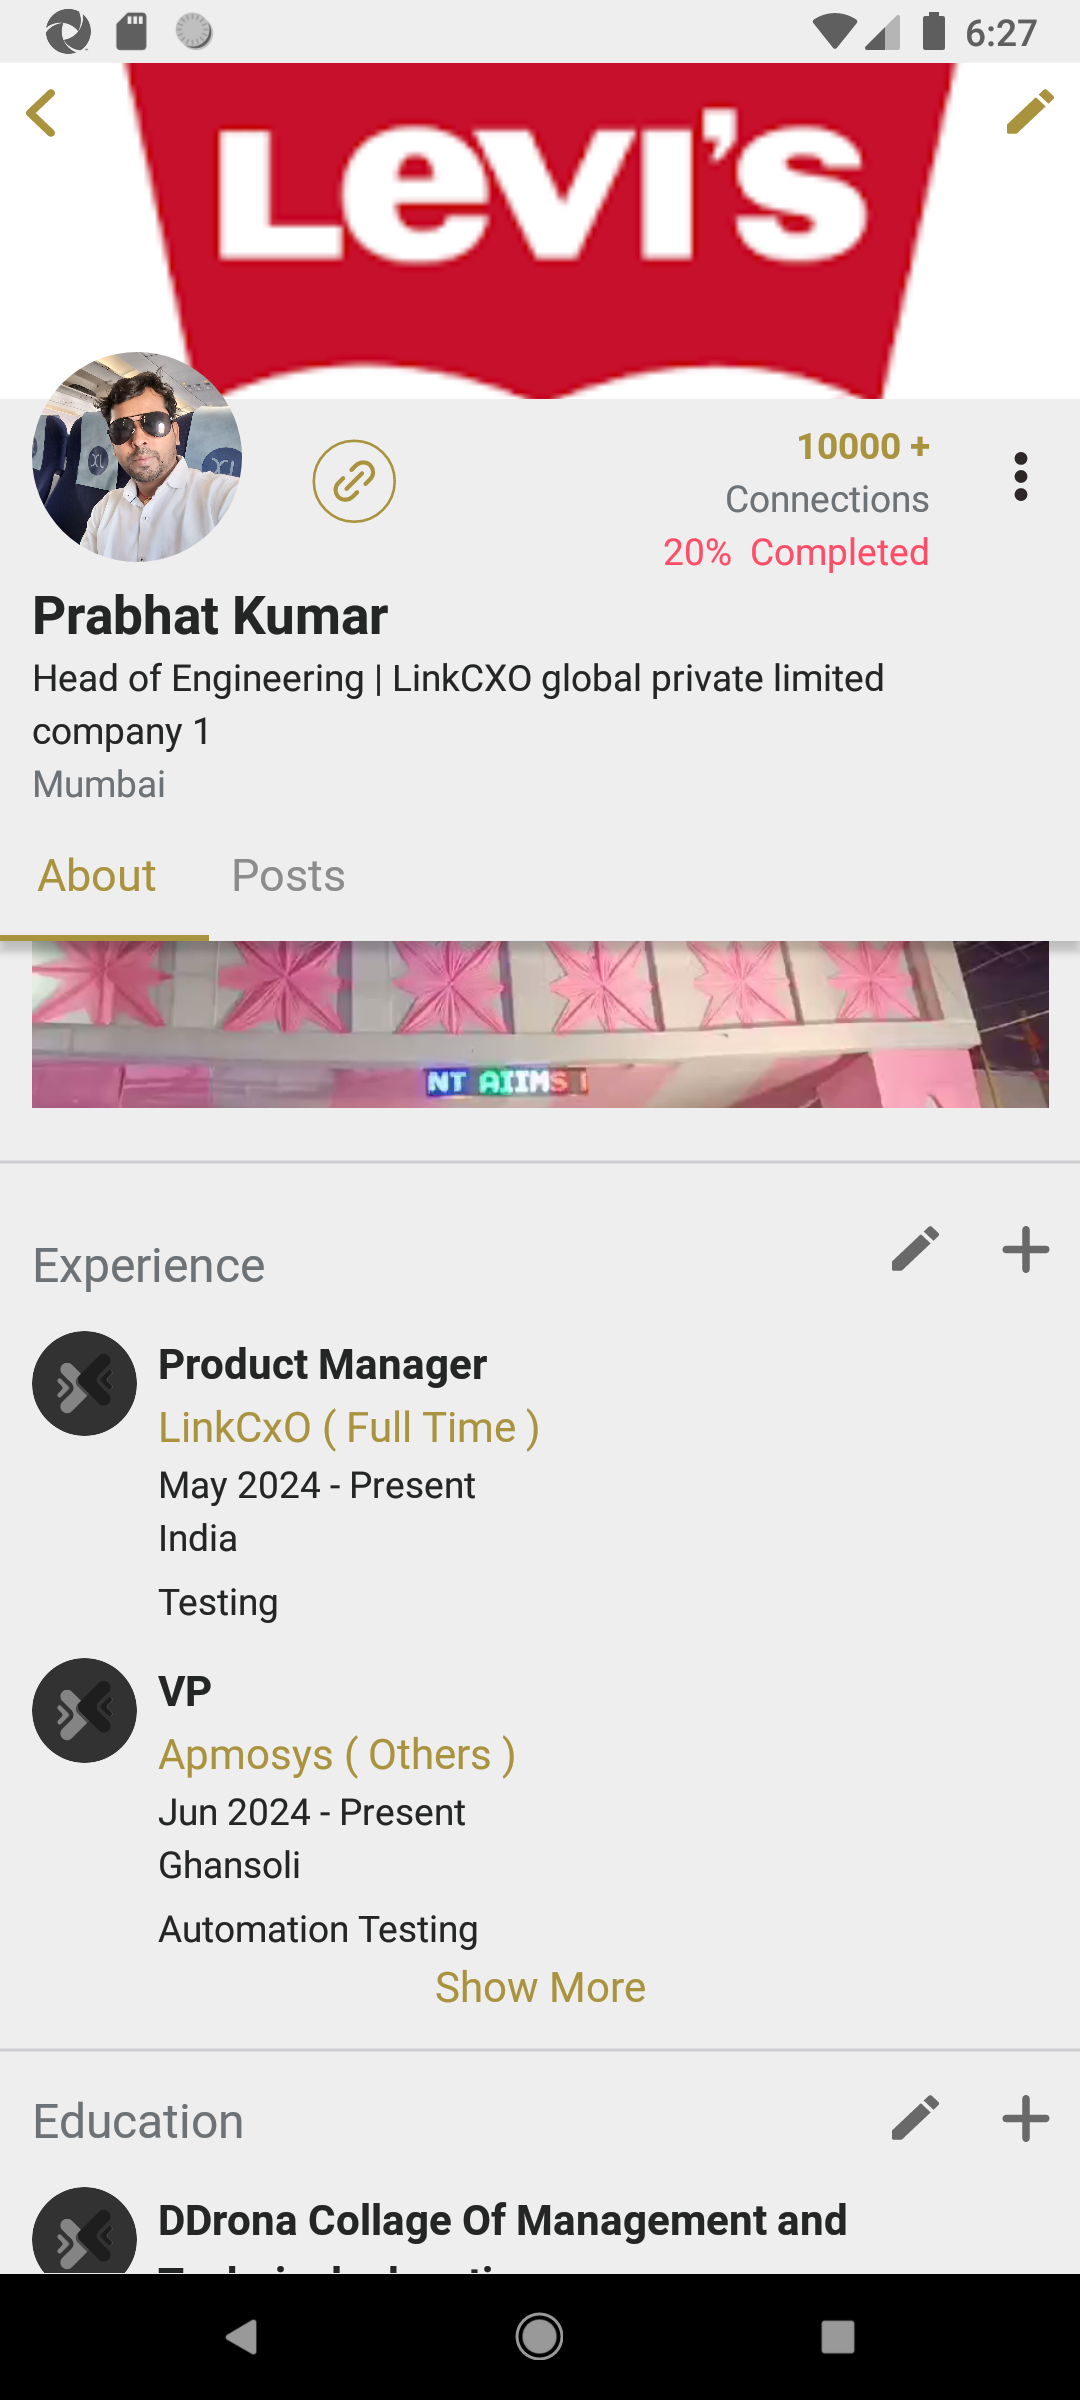 6:27
LEVI'S
10000 +
Connections
20% Completed
Prabhat Kumar
Head of Engineering | LinkCXO global private limited
company 1
Mumbai
About
Posts
NT AIIMS
Experience
Product Manager
LinkCxO ( Full Time )
May 2024 - Present
India
Testing
VP
Apmosys ( Others )
Jun 2024 - Present
Ghansoli
Automation Testing
Show More
Education
DDrona Collage Of Management and